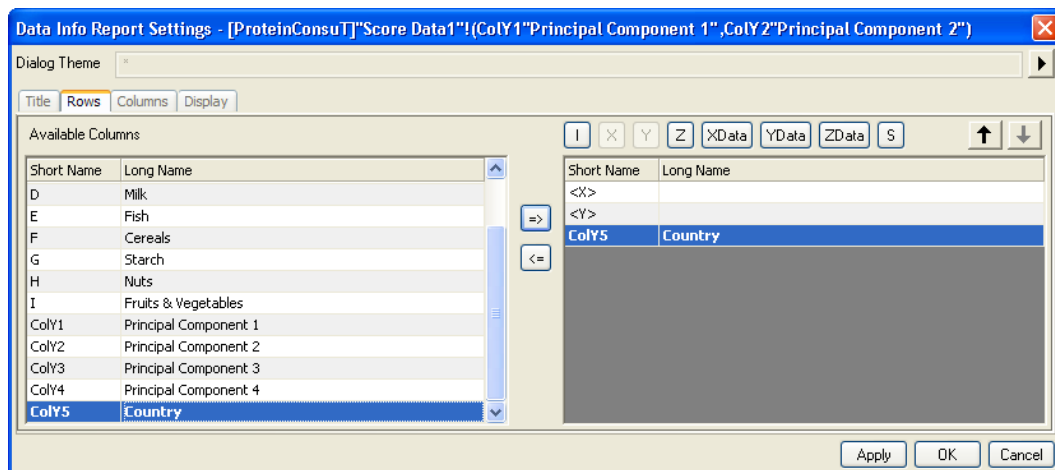 Data Info Report Settings - [ProteinConsuT]"Score Data1"!(ColY1"Principal Component 1",ColY2"Principal Component 2")
Dialog Theme *
Title Rows Columns Display
Available Columns I X Y Z XData YData ZData S
Short Name Long Name Short Name Long Name
D Milk <X>
E Fish => <Y>
F Cereals ColY5 Country
G Starch <=
H Nuts
I Fruits & Vegetables
ColY1 Principal Component 1
ColY2 Principal Component 2
ColY3 Principal Component 3
ColY4 Principal Component 4
ColY5 Country
Apply OK Cancel